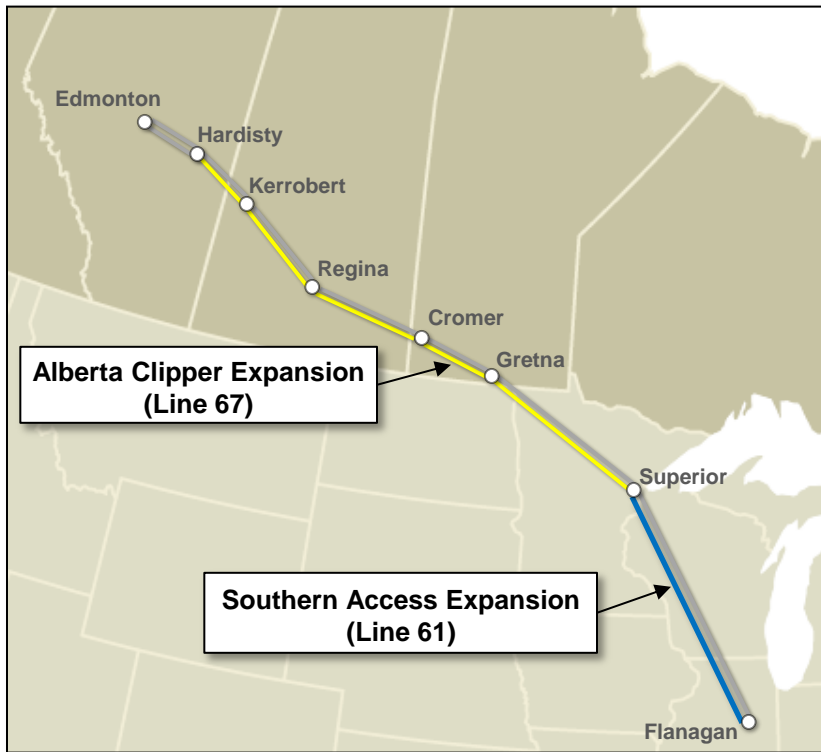 Edmonton
Hardisty
Kerrobert
Regina
Cromer
Gretna
Alberta Clipper Expansion
(Line 67)
Superior
Southern Access Expansion
(Line 61)
Flanagan